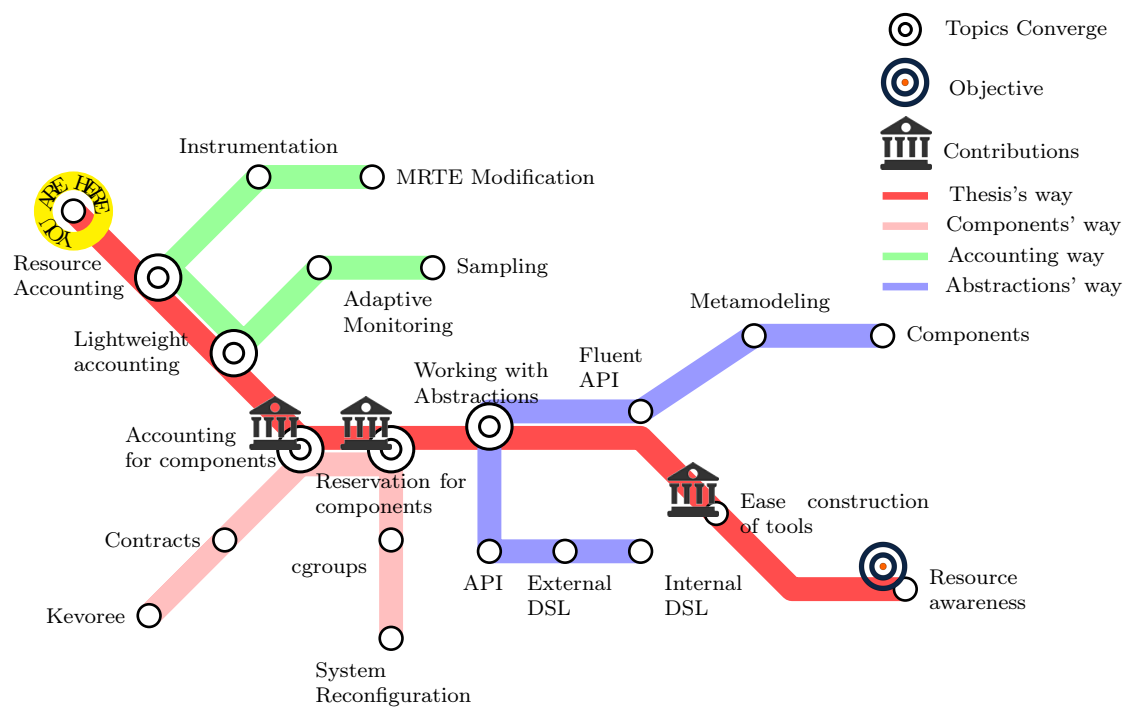 Topics Converge
Objective
Contributions
Thesis's way
Components' way
Accounting way
Abstractions' way
Instrumentation
MRTE Modification
YOU ARE HERE
Resource
Accounting
Sampling
Adaptive
Monitoring
Lightweight
accounting
Metamodeling
Components
Fluent
API
Working with
Abstractions
Accounting
for components
Reservation for
components
Ease construction
of tools
Contracts
cgroups
API
External
DSL
Internal
DSL
Resource
awareness
Kevoree
System
Reconfiguration